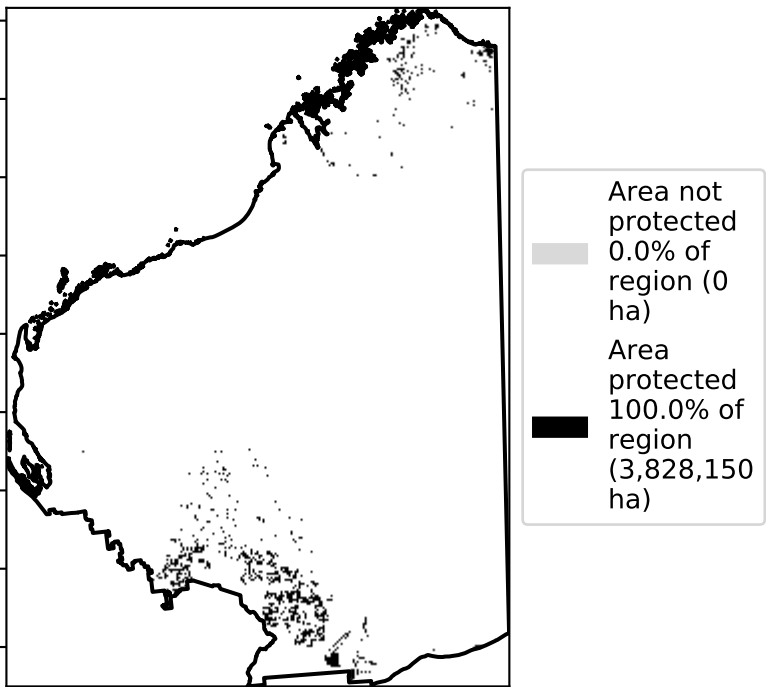 Area not
protected
0.0% of
region (0
ha)
Area
protected
100.0% of
region
(3,828,150
ha)